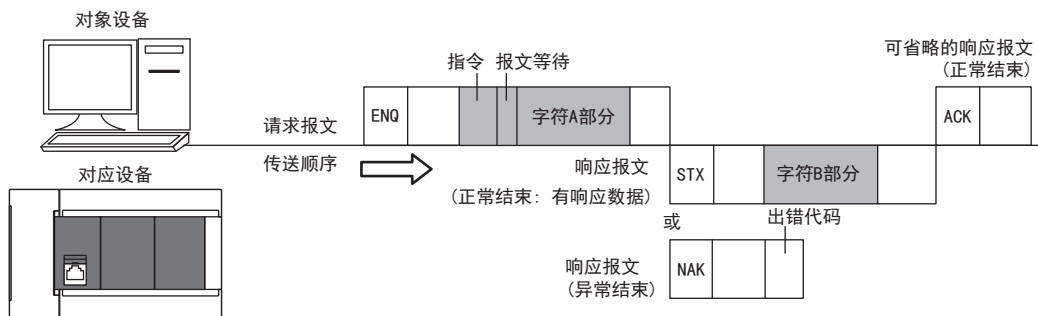 对象设备
指令 报文等待
可省略的响应报文
(正常结束)
请求报文
ENQ
字符A部分
ACK
传送顺序
对应设备
响应报文
(正常结束: 有响应数据)
STX
字符B部分
或
出错代码
响应报文
(异常结束)
NAK